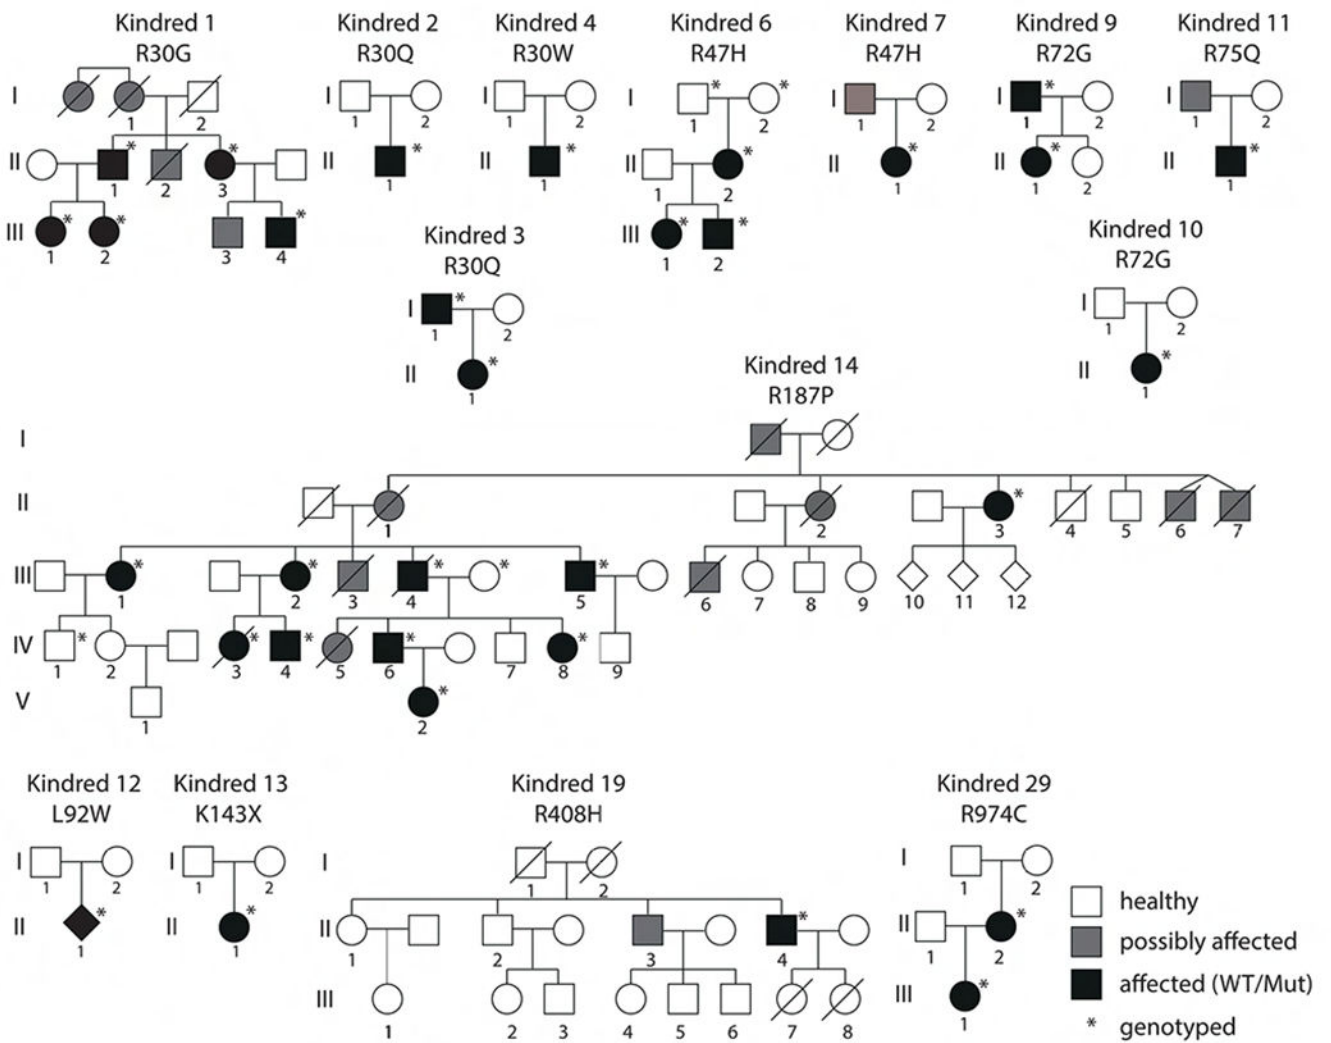 Kindred 1 Kindred 2 Kindred 4 Kindred 6 Kindred 7 Kindred 9 Kindred 11
R30G R30Q R30W R47H R47H R72G R75Q
I 1 2 I 1 2 I 1 2 I 1 * 2 * I 1 2 I 1 * 2 I 1 2
II 1 * 2 3 * II 1 * II 1 * II 1 2 * II 1 * II 1 * 2 II 1 *
III 1 * 2 * 3 4 * III 1 * 2 *
Kindred 3 Kindred 10
R30Q R72G
I 1 * 2 I 1 2
II 1 * II 1 *
Kindred 14
R187P
I
II 1 2 3 * 4 5 6 7
III 1 * 2 * 3 4 * * 5 * 6 7 8 9 10 11 12
IV 1 * 2 3 * 4 * 5 6 * 7 8 * 9
V 1 2 *
Kindred 12 Kindred 13 Kindred 19 Kindred 29
L92W K143X R408H R974C
I 1 2 I 1 2 I 1 2 I 1 2
II 1 * II 1 * II 1 2 3 4 * II 1 2 *
III 1 2 3 4 5 6 7 8 III 1 *
healthy
possibly affected
affected (WT/Mut)
* genotyped